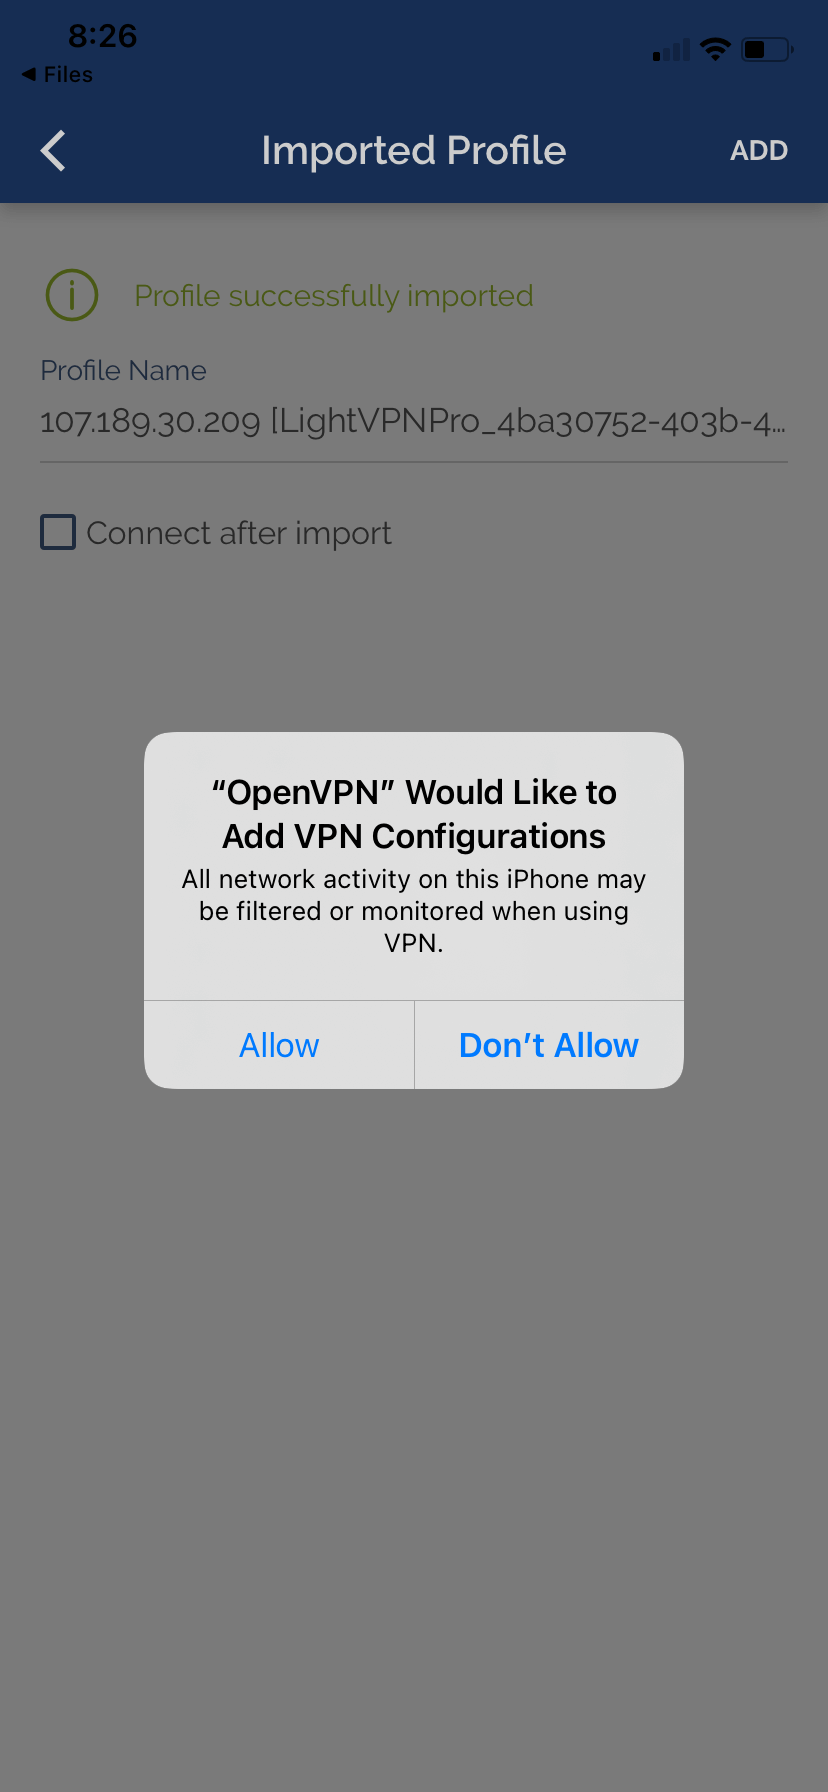 8:26
◀ Files
Imported Profile
ADD
Profile successfully imported
Profile Name
107.189.30.209 [LightVPNPro_4ba30752-403b-4...
Connect after import
“OpenVPN” Would Like to
Add VPN Configurations
All network activity on this iPhone may
be filtered or monitored when using
VPN.
Allow
Don’t Allow